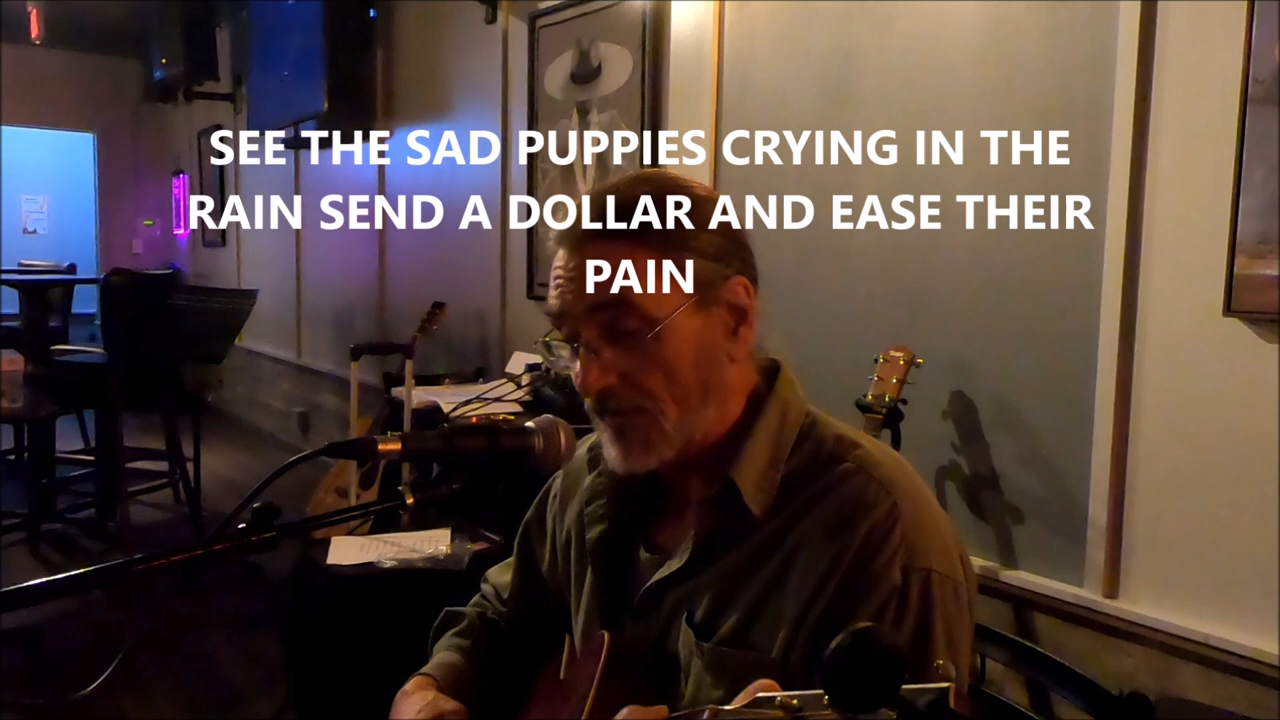 SEE THE SAD PUPPIES CRYING IN THE
RAIN SEND A DOLLAR AND EASE THEIR
PAIN